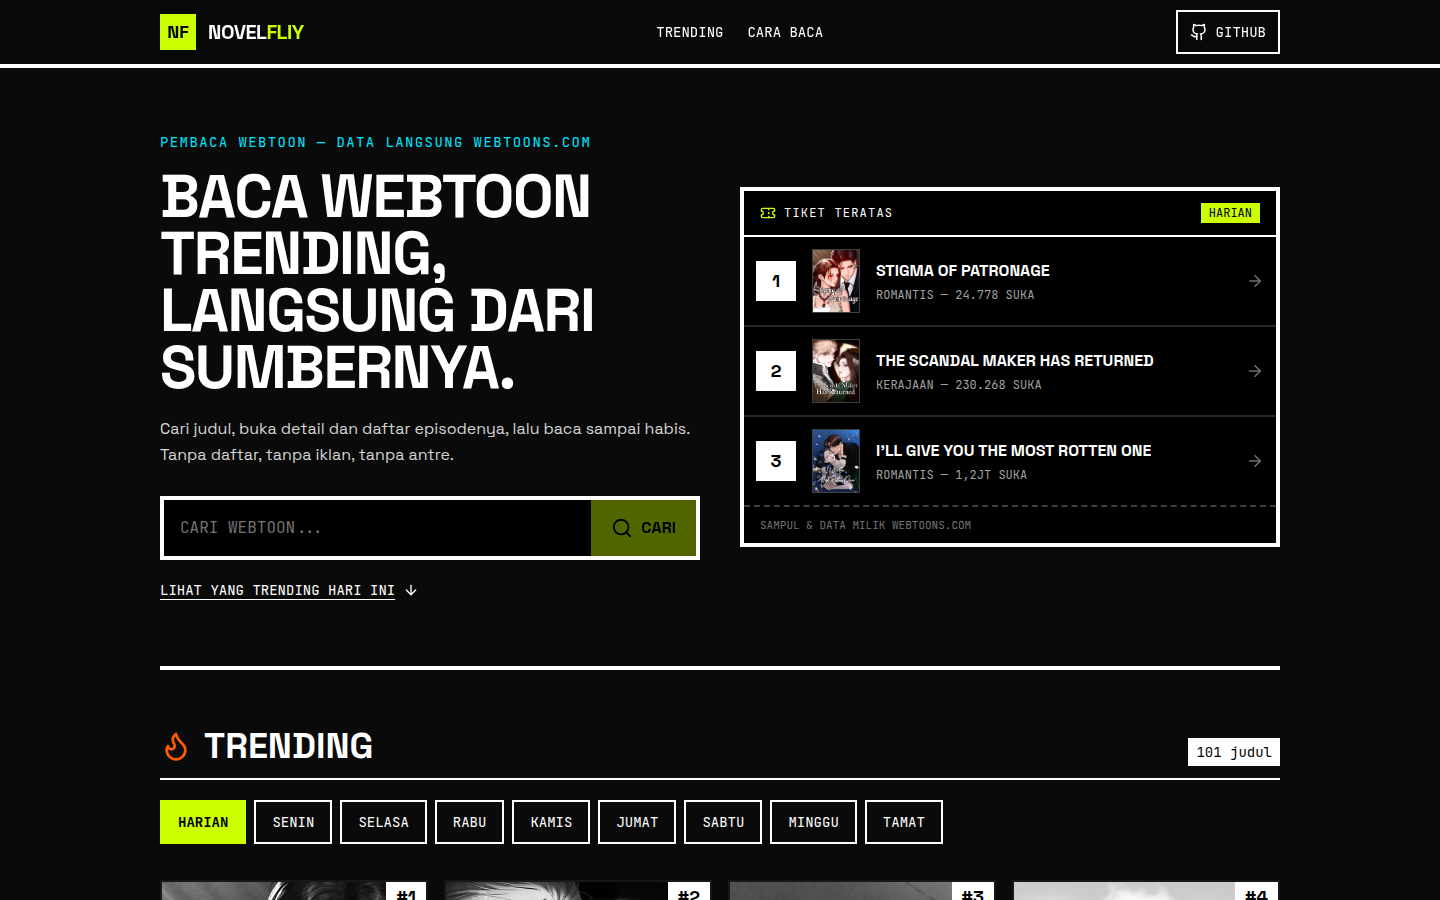 NF NOVELFLIY
TRENDING CARA BACA
GITHUB
PEMBACA WEBTOON — DATA LANGSUNG WEBTOONS.COM
BACA WEBTOON
TRENDING,
LANGSUNG DARI
SUMBERNYA.
Cari judul, buka detail dan daftar episodenya, lalu baca sampai habis.
Tanpa daftar, tanpa iklan, tanpa antre.
CARI WEBTOON...
CARI
LIHAT YANG TRENDING HARI INI
TIKET TERATAS
HARIAN
1
STIGMA OF PATRONAGE
ROMANTIS — 24.778 SUKA
2
THE SCANDAL MAKER HAS RETURNED
KERAJAAN — 230.268 SUKA
3
I'LL GIVE YOU THE MOST ROTTEN ONE
ROMANTIS — 1,2JT SUKA
SAMPUL & DATA MILIK WEBTOONS.COM
TRENDING
101 judul
HARIAN SENIN SELASA RABU KAMIS JUMAT SABTU MINGGU TAMAT
#1 #2 #3 #4